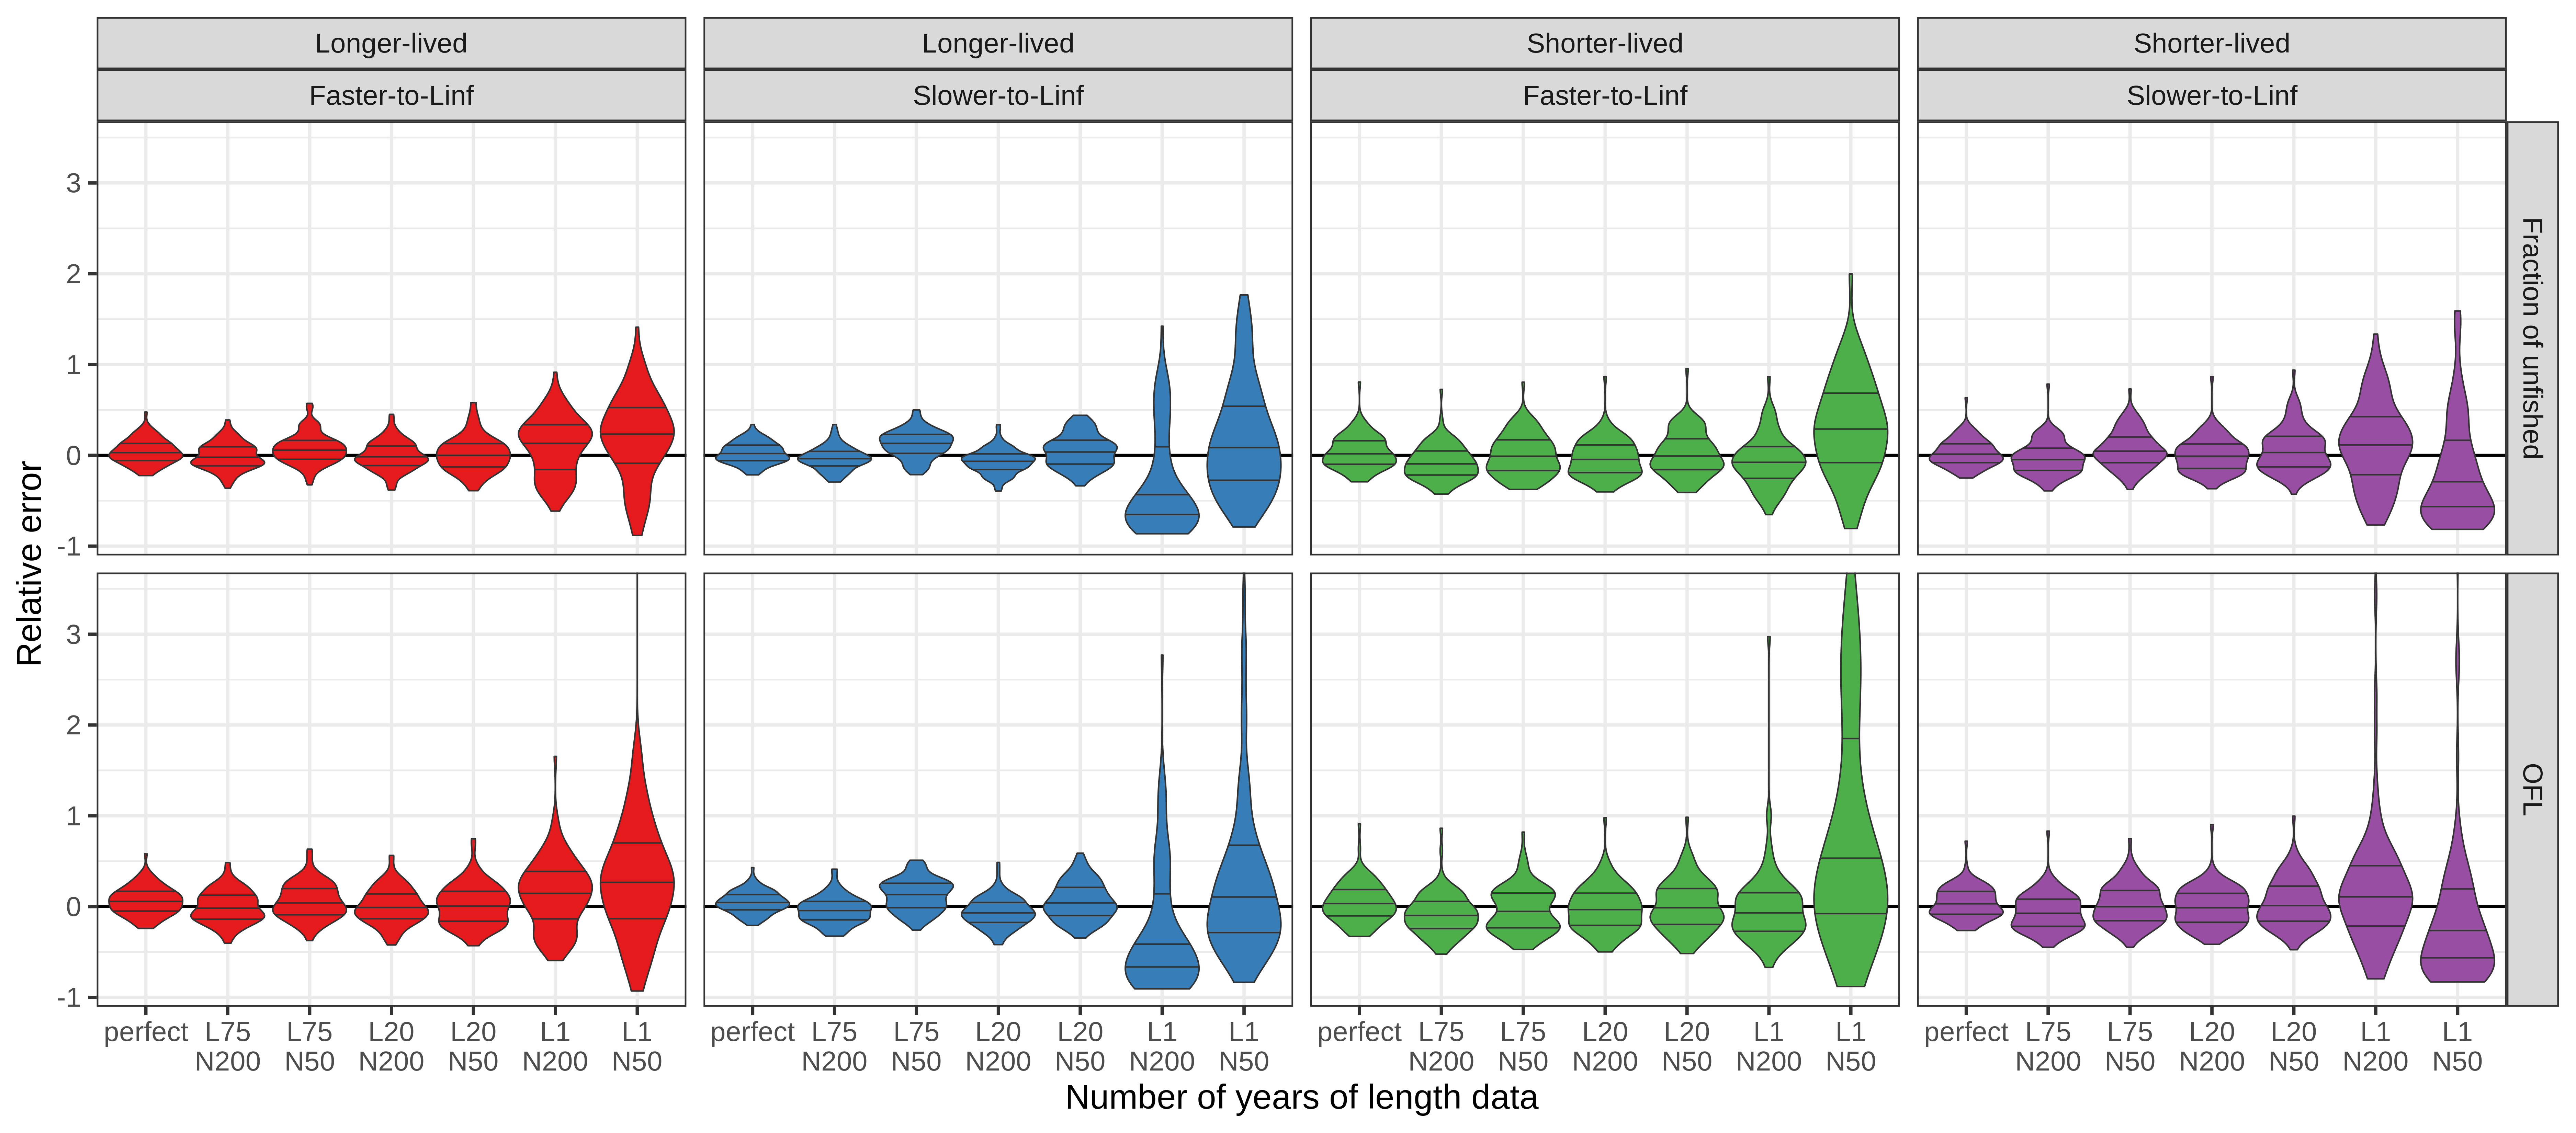 Longer-lived
Longer-lived
Shorter-lived
Shorter-lived
Faster-to-Linf
Slower-to-Linf
Faster-to-Linf
Slower-to-Linf
Relative error
3
2
1
0
-1
Fraction of unfished
3
2
1
0
-1
OFL
perfect L75 L75 L20 L20 L1 L1
N200 N50 N200 N50 N200 N50
perfect L75 L75 L20 L20 L1 L1
N200 N50 N200 N50 N200 N50
perfect L75 L75 L20 L20 L1 L1
N200 N50 N200 N50 N200 N50
perfect L75 L75 L20 L20 L1 L1
N200 N50 N200 N50 N200 N50
Number of years of length data